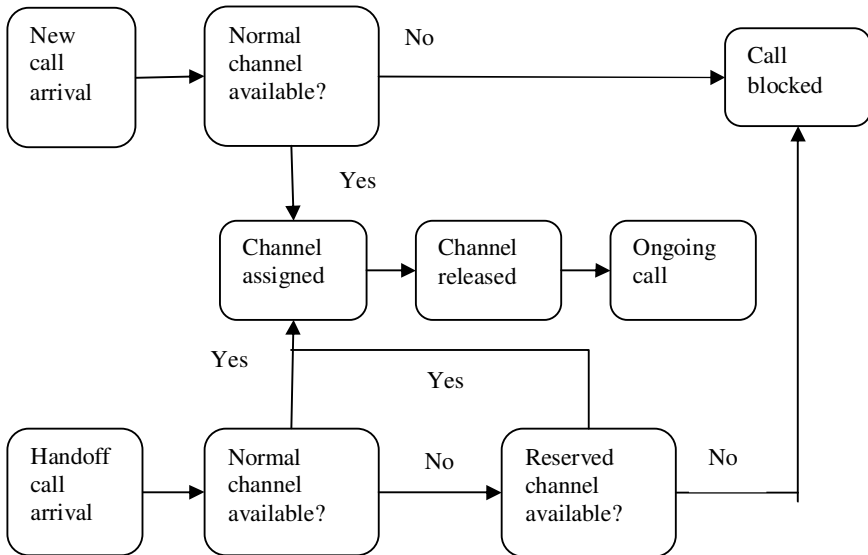 New
call
arrival
Normal
channel
available?
No
Call
blocked
Yes
Channel
assigned
Channel
released
Ongoing
call
Yes
Yes
Handoff
call
arrival
Normal
channel
available?
No
Reserved
channel
available?
No